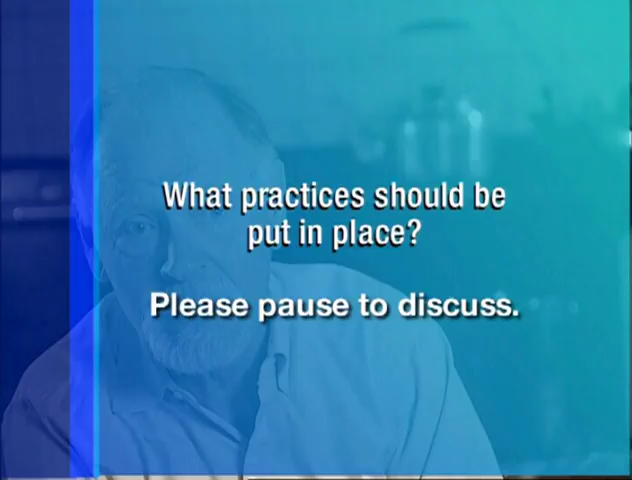 What practices should be
put in place?
Please pause to discuss.